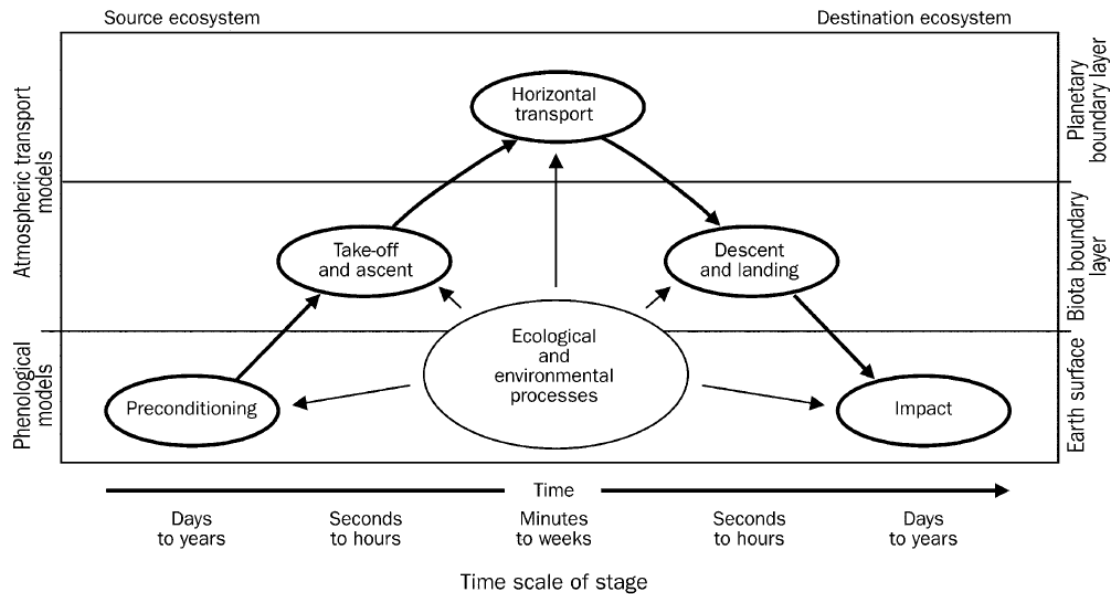 Source ecosystem
Destination ecosystem
Atmospheric transport
models
Phenological
models
Planetary
boundary layer
Biota boundary
layer
Earth surface
Horizontal
transport
Take-off
and ascent
Descent
and landing
Ecological
and
environmental
processes
Preconditioning
Impact
Time
Days
to years
Seconds
to hours
Minutes
to weeks
Seconds
to hours
Days
to years
Time scale of stage